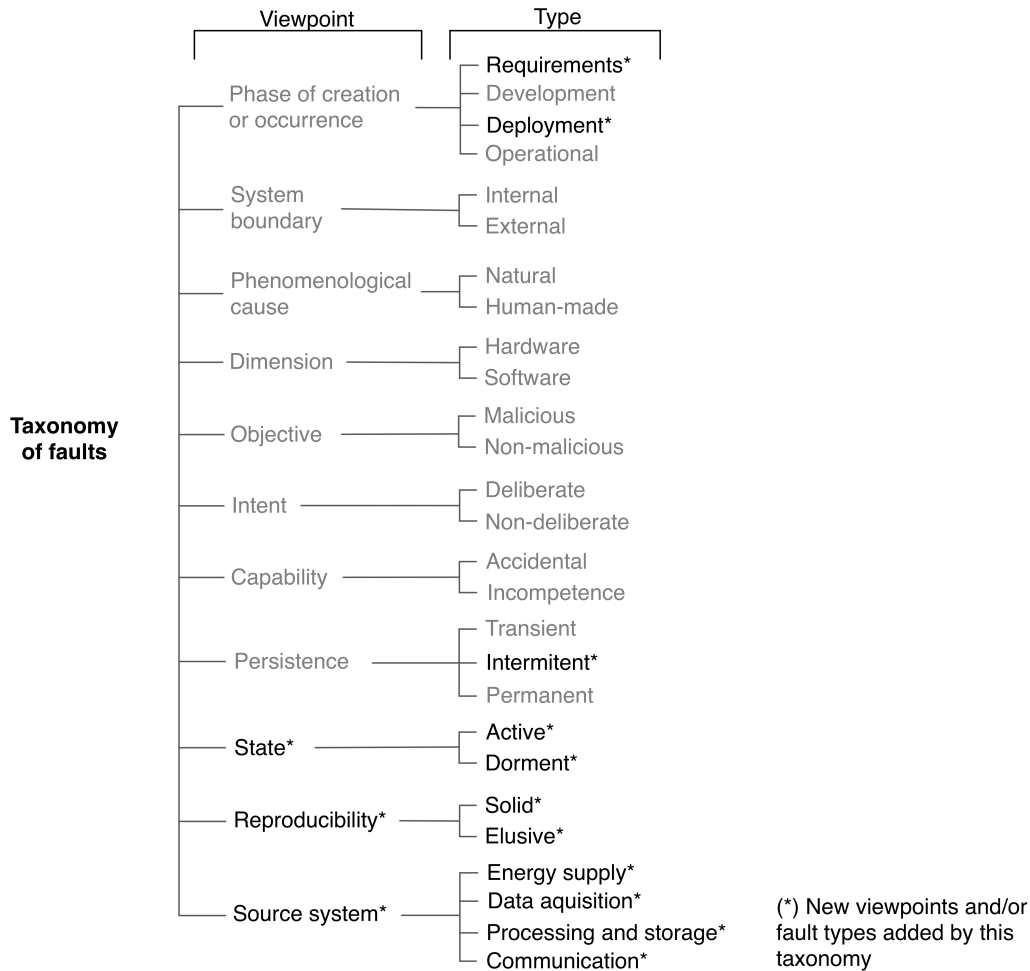 Viewpoint
Type
Taxonomy
of faults
Phase of creation
or occurrence
Requirements*
Development
Deployment*
Operational
System
boundary
Internal
External
Phenomenological
cause
Natural
Human-made
Dimension
Hardware
Software
Objective
Malicious
Non-malicious
Intent
Deliberate
Non-deliberate
Capability
Accidental
Incompetence
Persistence
Transient
Intermitent*
Permanent
State*
Active*
Dorment*
Reproducibility*
Solid*
Elusive*
Source system*
Energy supply*
Data aquisition*
Processing and storage*
Communication*
(*) New viewpoints and/or
fault types added by this
taxonomy